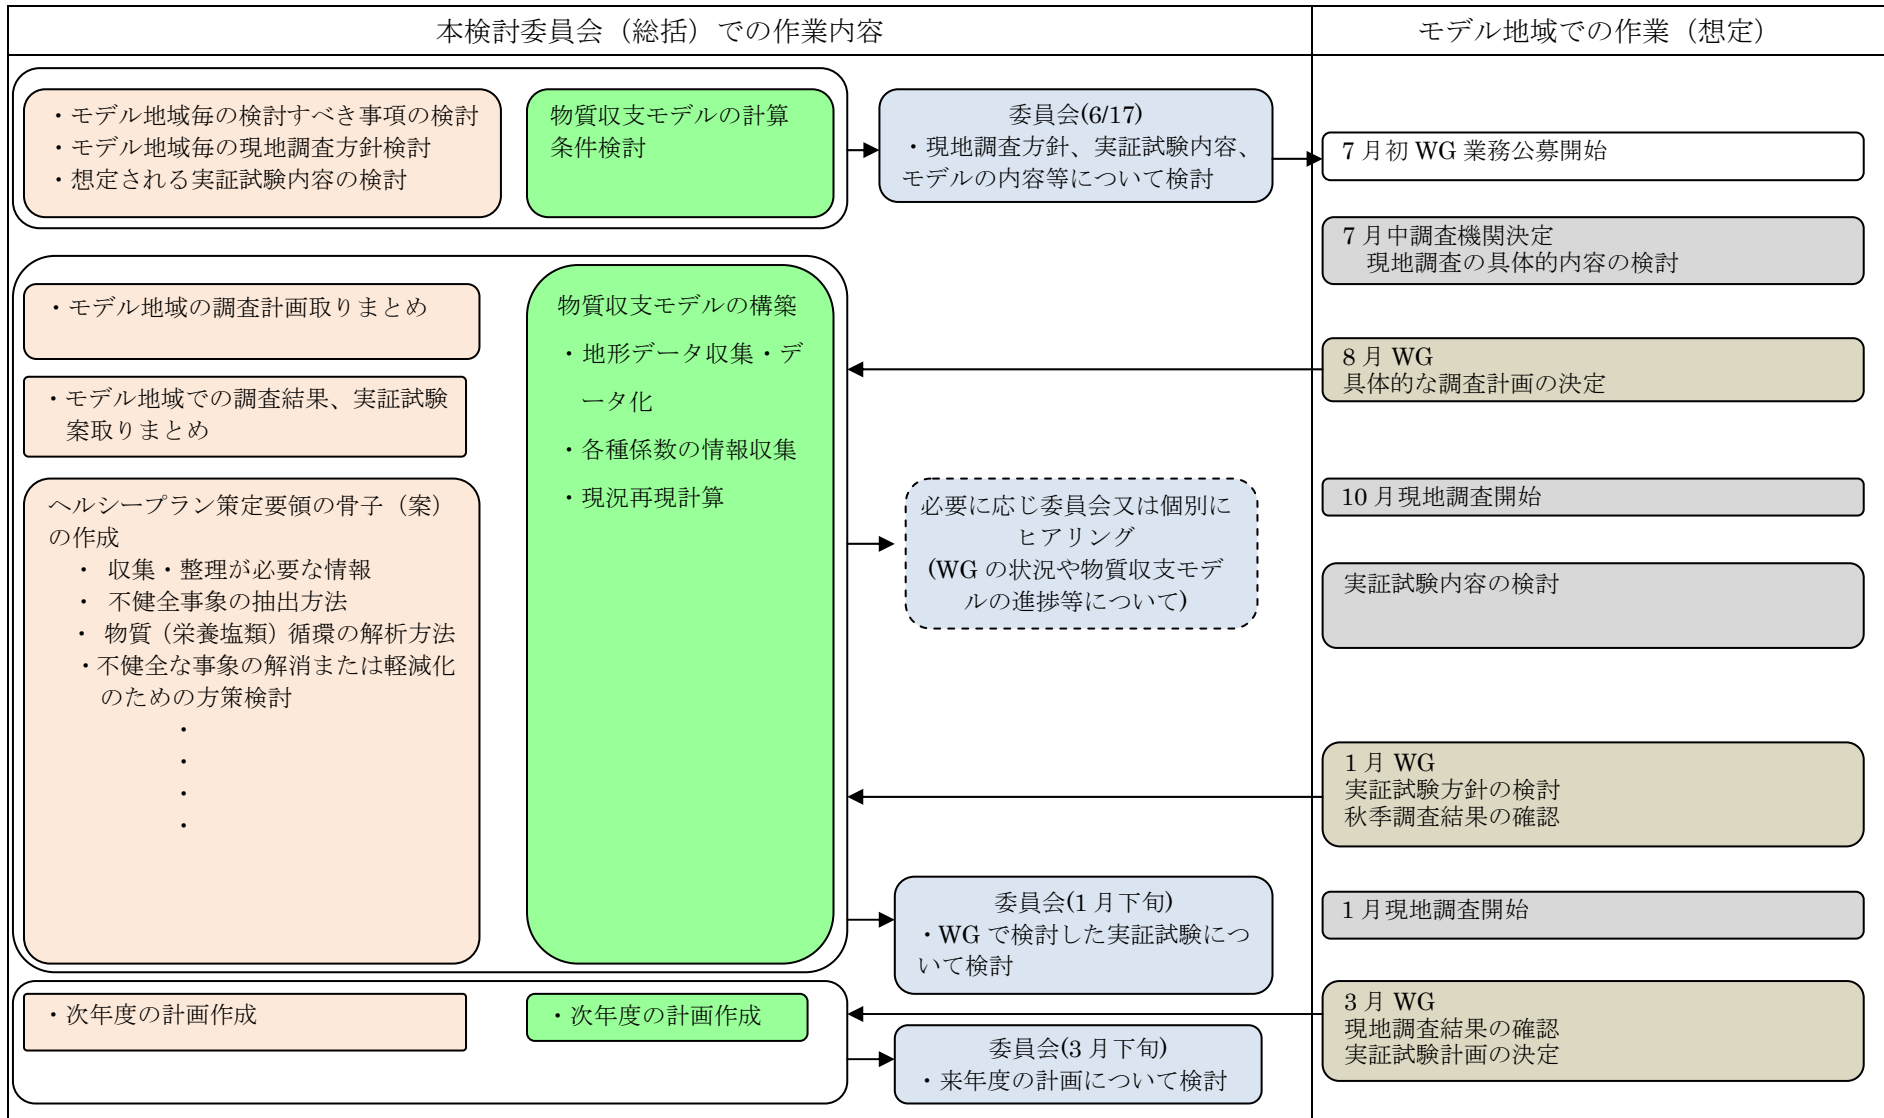 本検討委員会（総括）での作業内容
モデル地域での作業（想定）
・モデル地域毎の検討すべき事項の検討
・モデル地域毎の現地調査方針検討
・想定される実証試験内容の検討
物質収支モデルの計算
条件検討
委員会(6/17)
・現地調査方針、実証試験内容、
モデルの内容等について検討
7月初 WG 業務公募開始
7月中調査機関決定
現地調査の具体的内容の検討
・モデル地域の調査計画取りまとめ
・モデル地域での調査結果、実証試験
案取りまとめ
ヘルシープラン策定要領の骨子（案）
の作成
・ 収集・整理が必要な情報
・ 不健全事象の抽出方法
・ 物質（栄養塩類）循環の解析方法
・不健全な事象の解消または軽減化
のための方策検討
・
・
・
・
物質収支モデルの構築
・地形データ収集・デ
ータ化
・各種係数の情報収集
・現況再現計算
必要に応じ委員会又は個別に
ヒアリング
(WG の状況や物質収支モデ
ルの進捗等について)
8月 WG
具体的な調査計画の決定
10月現地調査開始
実証試験内容の検討
1月 WG
実証試験方針の検討
秋季調査結果の確認
委員会(1月下旬)
・WG で検討した実証試験につ
いて検討
1月現地調査開始
・次年度の計画作成
・次年度の計画作成
委員会(3月下旬)
・来年度の計画について検討
3月 WG
現地調査結果の確認
実証試験計画の決定